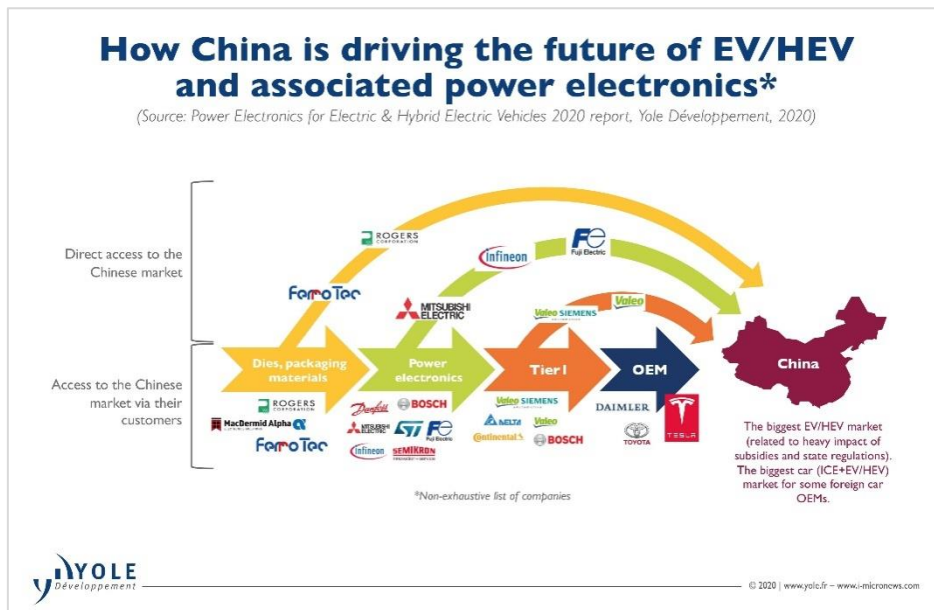 How China is driving the future of EV/HEV
and associated power electronics*
(Source: Power Electronics for Electric & Hybrid Electric Vehicles 2020 report, Yole Développement, 2020)
Direct access to the
Chinese market
ROGERS
CORPORATION
FerroTec
MITSUBISHI
ELECTRIC
infineon
Fe
Fuji Electric
Valeo SIEMENS
Valeo
Access to the Chinese
market via their
customers
Dies, packaging
materials
Power
electronics
Tier1
OEM
China
ROGERS
CORPORATION
MacDermid Alpha
FerroTec
Danfoss
BOSCH
MITSUBISHI
ELECTRIC
ST
Fe
Fuji Electric
infineon
SEMIKRON
Valeo SIEMENS
DELTA
Valeo
Continental
BOSCH
DAIMLER
TOYOTA
TESLA
The biggest EV/HEV market
(related to heavy impact of
subsidies and state regulations).
The biggest car (ICE+EV/HEV)
market for some foreign car
OEMs.
*Non-exhaustive list of companies
YOLE
Développement
© 2020 | www.yole.fr – www.i-micronews.com